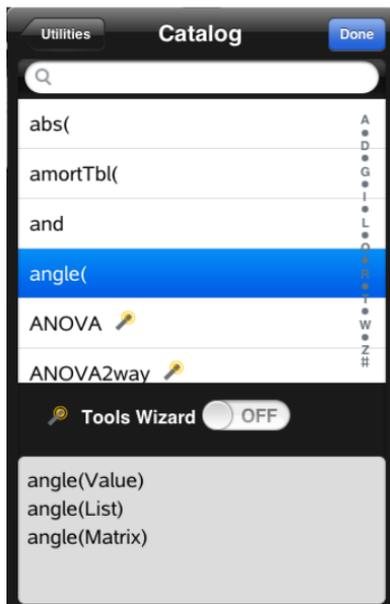 Utilities Catalog Done
abs(
amortTbl(
and
angle(
ANOVA
ANOVA2way
A
D
G
I
L
O
R
T
W
Z
#
Tools Wizard OFF
angle(Value)
angle(List)
angle(Matrix)